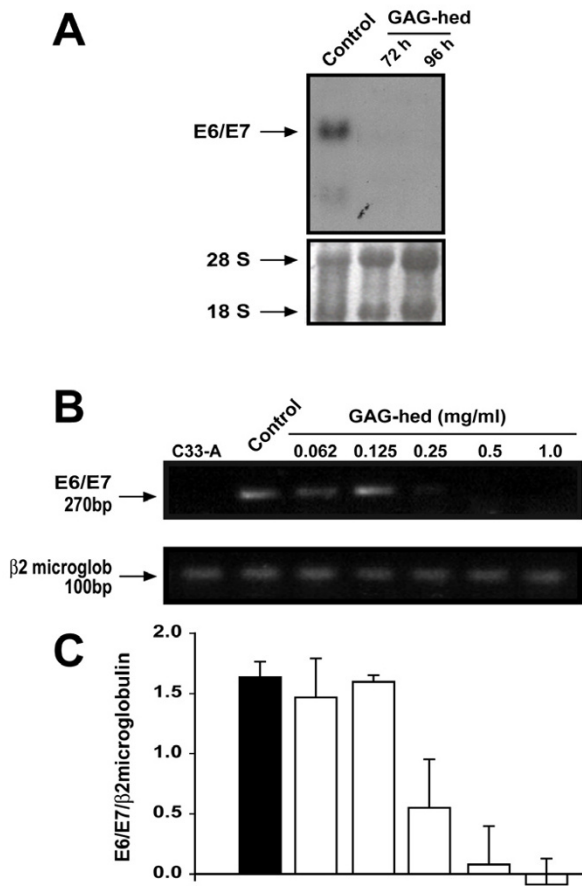 A
Control
GAG-hed
72 h
96 h
E6/E7
28 S
18 S
B
Control
GAG-hed (mg/ml)
C33-A
0.062 0.125 0.25 0.5 1.0
E6/E7
270bp
β2 microglob
100bp
C
E6/E7/β2microglobulin
2.0
1.5
1.0
0.5
0.0